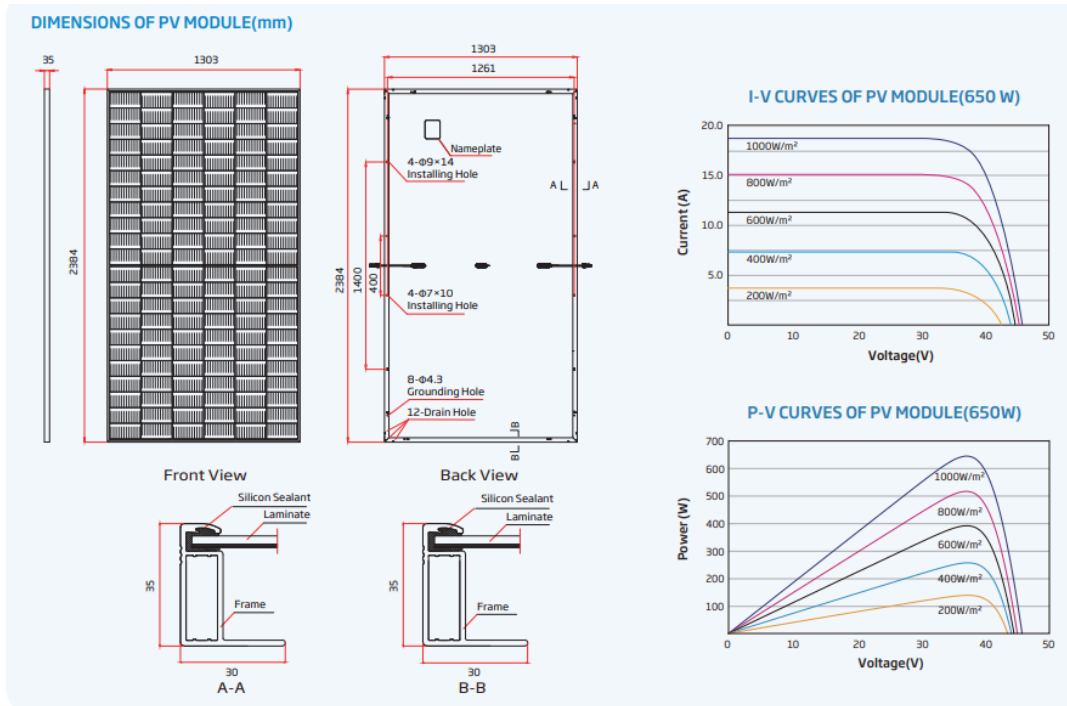 DIMENSIONS OF PV MODULE(mm)
35
1303
2384
Front View
1303
1261
Nameplate
4-Φ9×14
Installing Hole
A
A
2384
1400
400
4-Φ7×10
Installing Hole
8-Φ4.3
Grounding Hole
12-Drain Hole
B
B
Back View
Silicon Sealant
Laminate
35
Frame
30
A-A
Silicon Sealant
Laminate
35
Frame
30
B-B
I-V CURVES OF PV MODULE(650 W)
20.0
15.0
10.0
5.0
Current (A)
1000W/m²
800W/m²
600W/m²
400W/m²
200W/m²
0 10 20 30 40 50
Voltage(V)
P-V CURVES OF PV MODULE(650W)
700
600
500
400
300
200
100
Power (W)
1000W/m²
800W/m²
600W/m²
400W/m²
200W/m²
0 10 20 30 40 50
Voltage(V)